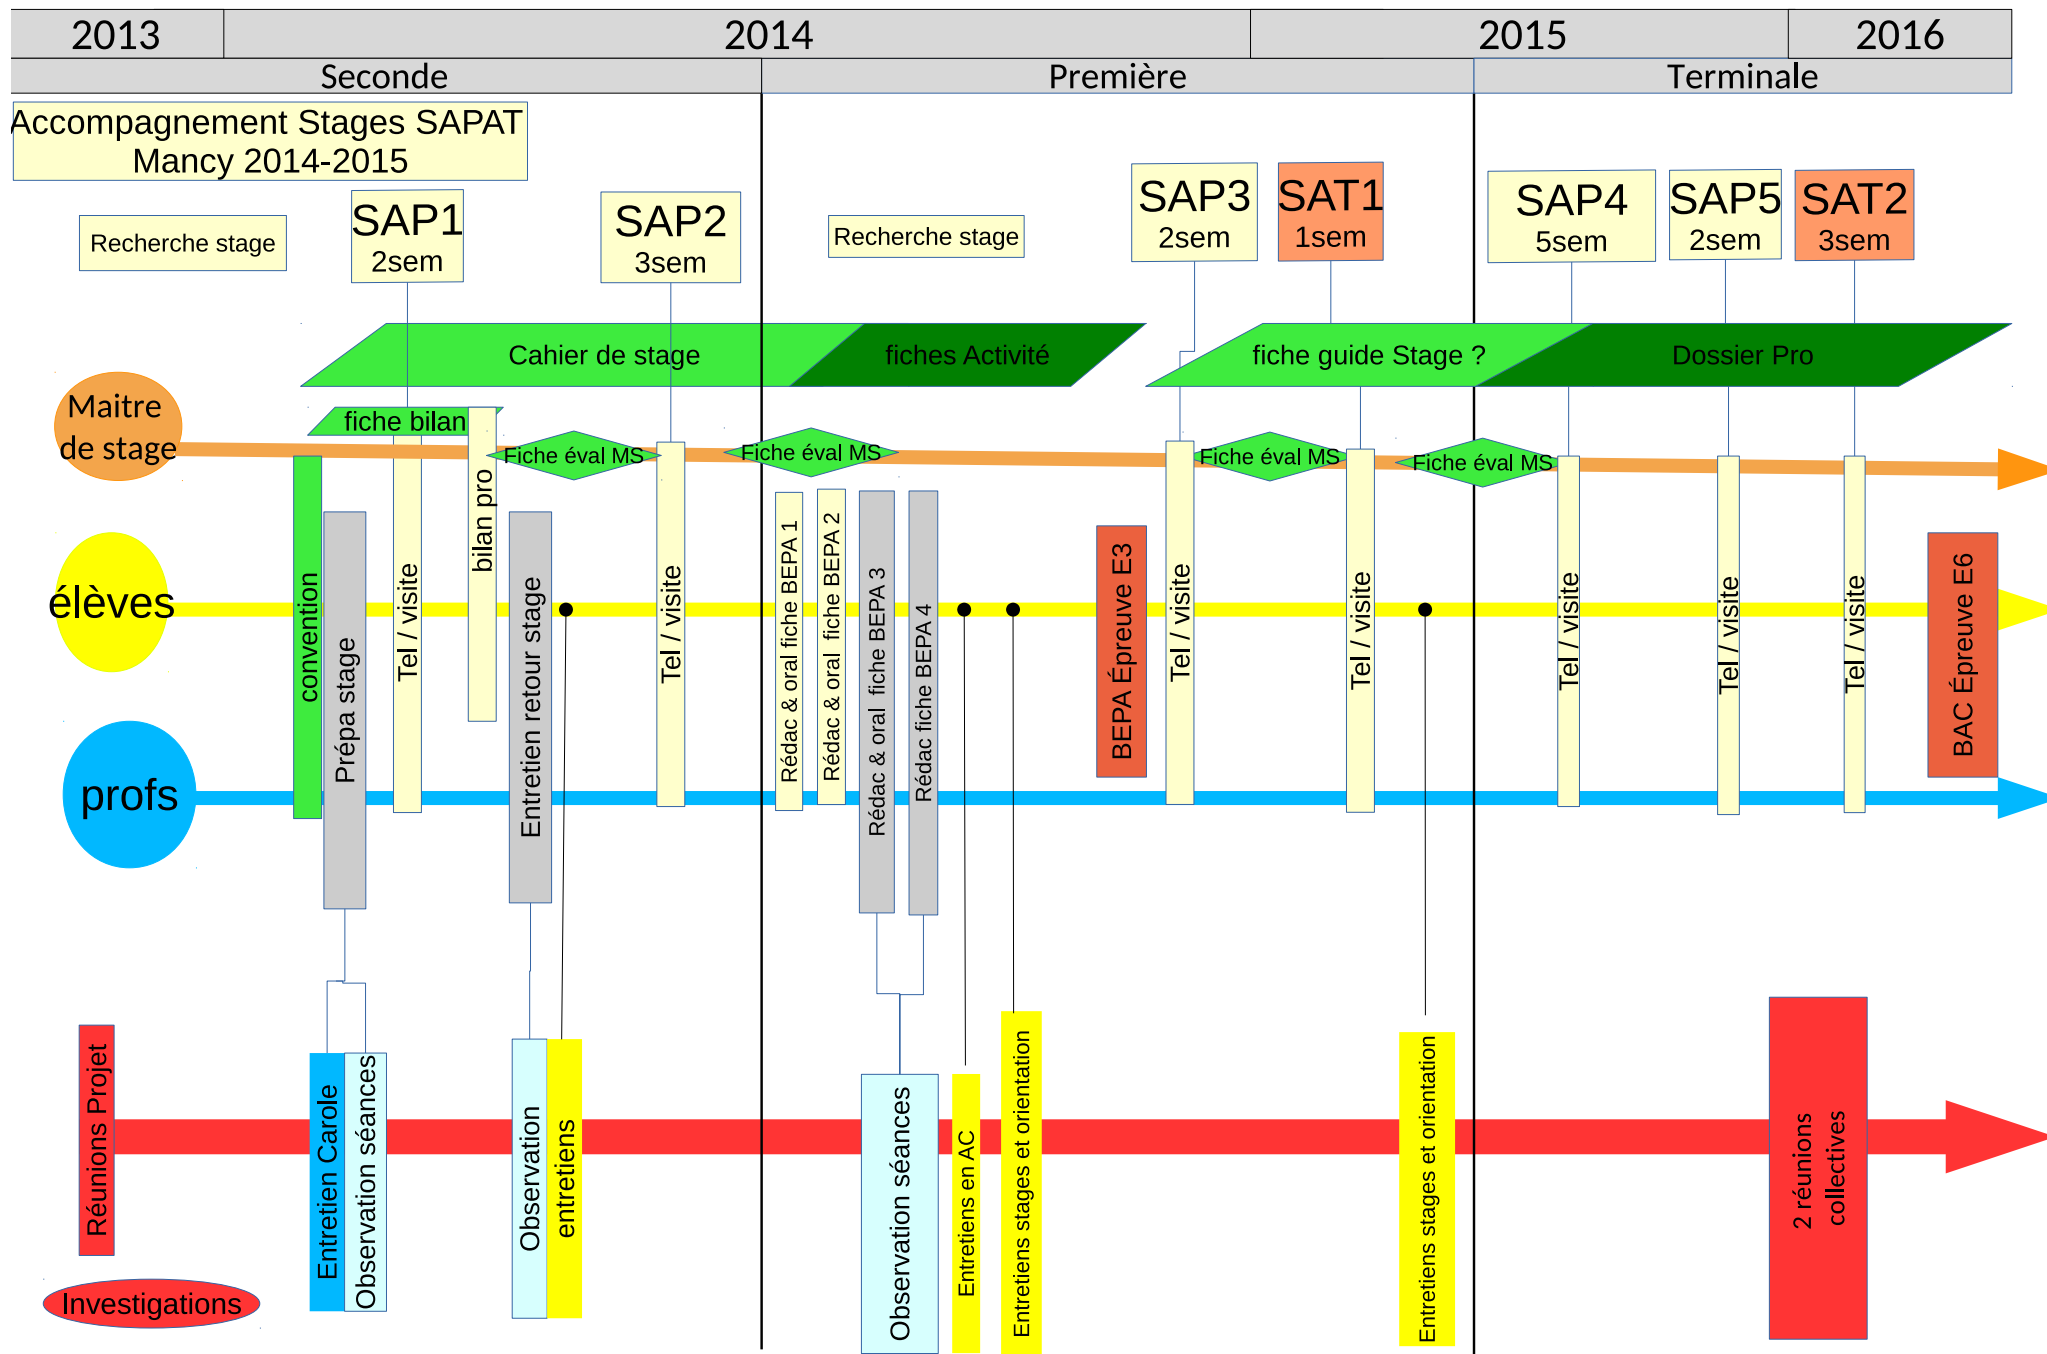 2013
2014
2015
2016
Seconde
Première
Terminale
Accompagnement Stages SAPAT
Mancy 2014-2015
Recherche stage
SAP1
2sem
SAP2
3sem
Recherche stage
SAP3
2sem
SAT1
1sem
SAP4
5sem
SAP5
2sem
SAT2
3sem
Cahier de stage
fiches Activité
fiche guide Stage ?
Dossier Pro
Maitre
de stage
fiche bilan
Fiche éval MS
Fiche éval MS
Fiche éval MS
Fiche éval MS
élèves
profs
convention
Prépa stage
Tel / visite
bilan pro
Entretien retour stage
Tel / visite
Rédac & oral fiche BEPA 1
Rédac & oral fiche BEPA 2
Rédac & oral fiche BEPA 3
Rédac fiche BEPA 4
BEPA Épreuve E3
Tel / visite
Tel / visite
Tel / visite
Tel / visite
Tel / visite
BAC Épreuve E6
Réunions Projet
Entretien Carole
Observation séances
Observation
entretiens
Observation séances
Entretiens en AC
Entretiens stages et orientation
Entretiens stages et orientation
2 réunions
collectives
Investigations